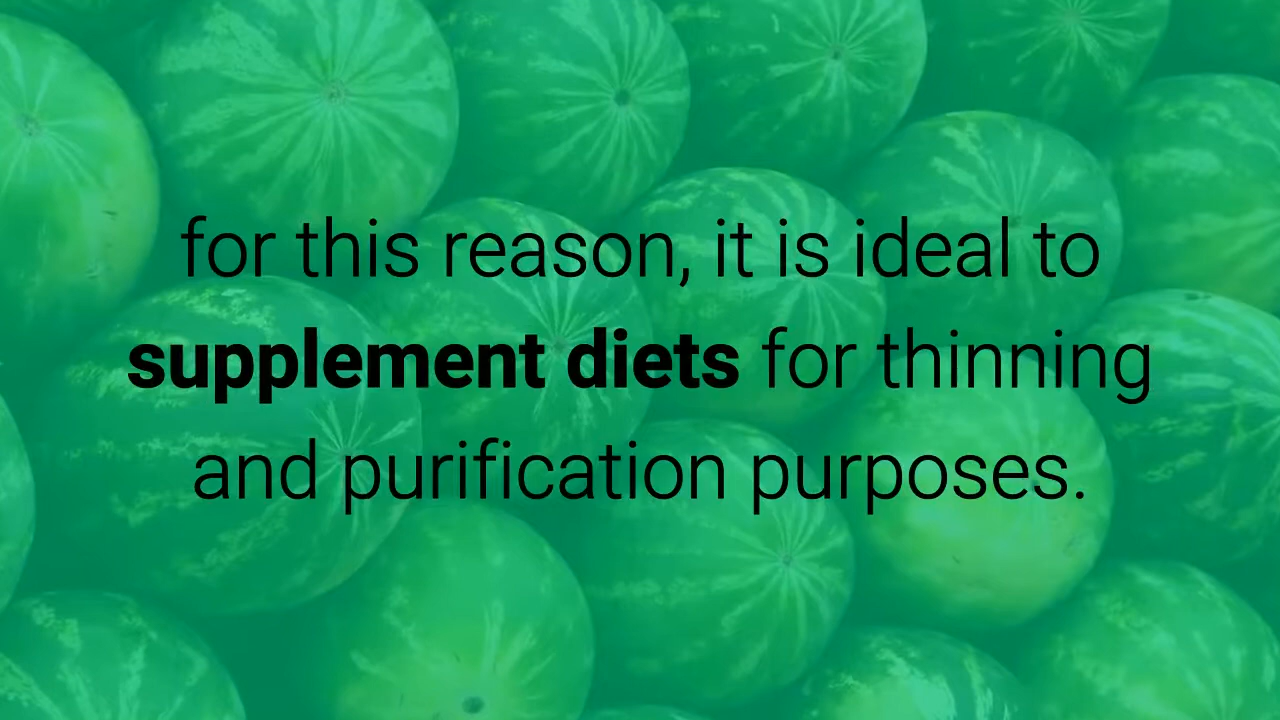 for this reason, it is ideal to
supplement diets for thinning
and purification purposes.